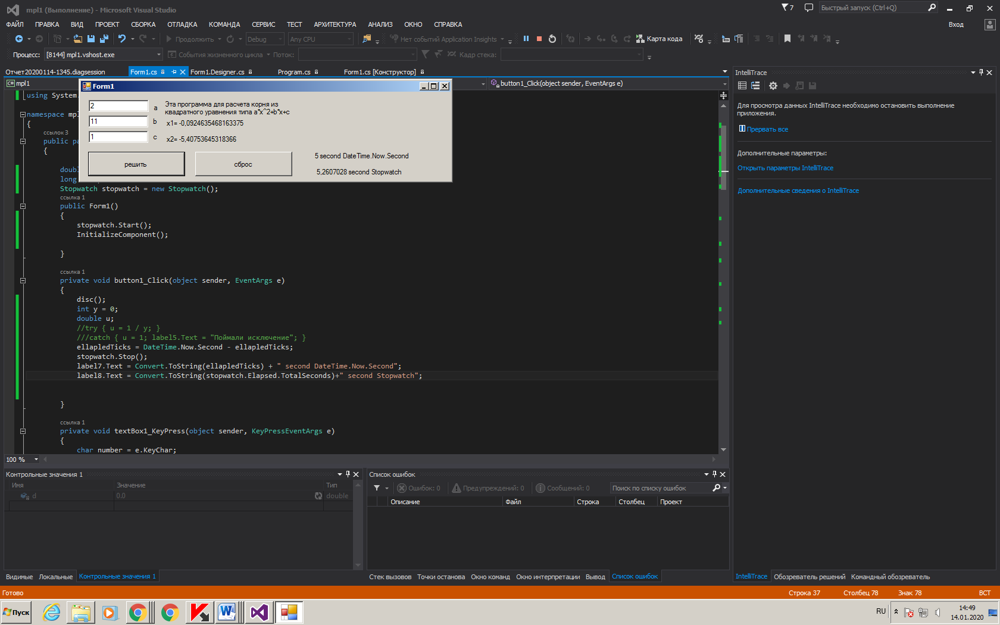 mpl1 (Выполнение) - Microsoft Visual Studio
7
Быстрый запуск (Ctrl+Q)
ФАЙЛ ПРАВКА ВИД ПРОЕКТ СБОРКА ОТЛАДКА КОМАНДА СЕРВИС ТЕСТ АРХИТЕКТУРА АНАЛИЗ ОКНО СПРАВКА
Вход
Продолжить Debug Any CPU Нет событий Application Insights Карта кода
Процесс: [8144] mpl1.vshost.exe События жизненного цикла Поток: Кадр стека:
Отчет20200114-1345.diagsession Form1.cs Form1.Designer.cs Program.cs Form1.cs [Конструктор]
C# mpl1
button1_Click(object sender, EventArgs e)
Form1
2
a
Эта программа для расчета корня из
квадратного уравнения типа a*x^2+b*x+c
11
b
x1= -0,0924635468163375
1
c
x2= -5,40753645318366
решить
сброс
5 second DateTime.Now.Second
5,2607028 second Stopwatch
using System.
namespace mpl
{
ссылок 3
public pa
{
doubl
long
Stopwatch stopwatch = new Stopwatch();
ссылка 1
public Form1()
{
stopwatch.Start();
InitializeComponent();
}
ссылка 1
private void button1_Click(object sender, EventArgs e)
{
disc();
int y = 0;
double u;
//try { u = 1 / y; }
///catch { u = 1; label5.Text = "Поймали исключение"; }
ellapledTicks = DateTime.Now.Second - ellapledTicks;
stopwatch.Stop();
label7.Text = Convert.ToString(ellapledTicks) + " second DateTime.Now.Second";
label8.Text = Convert.ToString(stopwatch.Elapsed.TotalSeconds)+" second Stopwatch";
}
ссылка 1
private void textBox1_KeyPress(object sender, KeyPressEventArgs e)
{
char number = e.KeyChar;
100 %
IntelliTrace
Для просмотра данных IntelliTrace необходимо остановить выполнение
приложения.
Прервать все
Дополнительные параметры:
Открыть параметры IntelliTrace
Дополнительные сведения о IntelliTrace
Контрольные значения 1
Имя Значение Тип
d 0,0 double
Видимые Локальные Контрольные значения 1
Список ошибок
Ошибок: 0 Предупреждений: 0 Сообщений: 0 Поиск по списку ошибок
Описание Файл Строка Столбец Проект
Стек вызовов Точки останова Окно команд Окно интерпретации Вывод Список ошибок
IntelliTrace Обозреватель решений Командный обозреватель
Готово
Строка 37 Столбец 78 Знак 78 ВСТ
Пуск
RU
14:49
14.01.2020